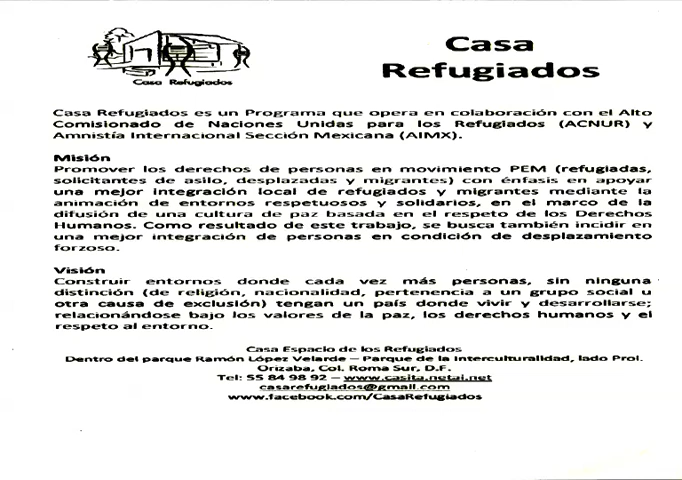 Casa Refugiados
Casa
Refugiados
Casa Refugiados es un Programa que opera en colaboración con el Alto
Comisionado de Naciones Unidas para los Refugiados (ACNUR) y
Amnistía Internacional Sección Mexicana (AIMX).
Misión
Promover los derechos de personas en movimiento PEM (refugiadas,
solicitantes de asilo, desplazadas y migrantes) con énfasis en apoyar
una mejor integración local de refugiados y migrantes mediante la
animación de entornos respetuosos y solidarios, en el marco de la
difusión de una cultura de paz basada en el respeto de los Derechos
Humanos. Como resultado de este trabajo, se busca también incidir en
una mejor integración de personas en condición de desplazamiento
forzoso.
Visión
Construir entornos donde cada vez más personas, sin ninguna
distinción (de religión, nacionalidad, pertenencia a un grupo social u
otra causa de exclusión) tengan un país donde vivir y desarrollarse;
relacionándose bajo los valores de la paz, los derechos humanos y el
respeto al entorno.
Casa Espacio de los Refugiados
Dentro del parque Ramón López Velarde – Parque de la Interculturalidad, lado Prol.
Orizaba, Col. Roma Sur, D.F.
Tel: 55 84 98 92 – www.casita.netai.net
casarefugiados@gmail.com
www.facebook.com/CasaRefugiados